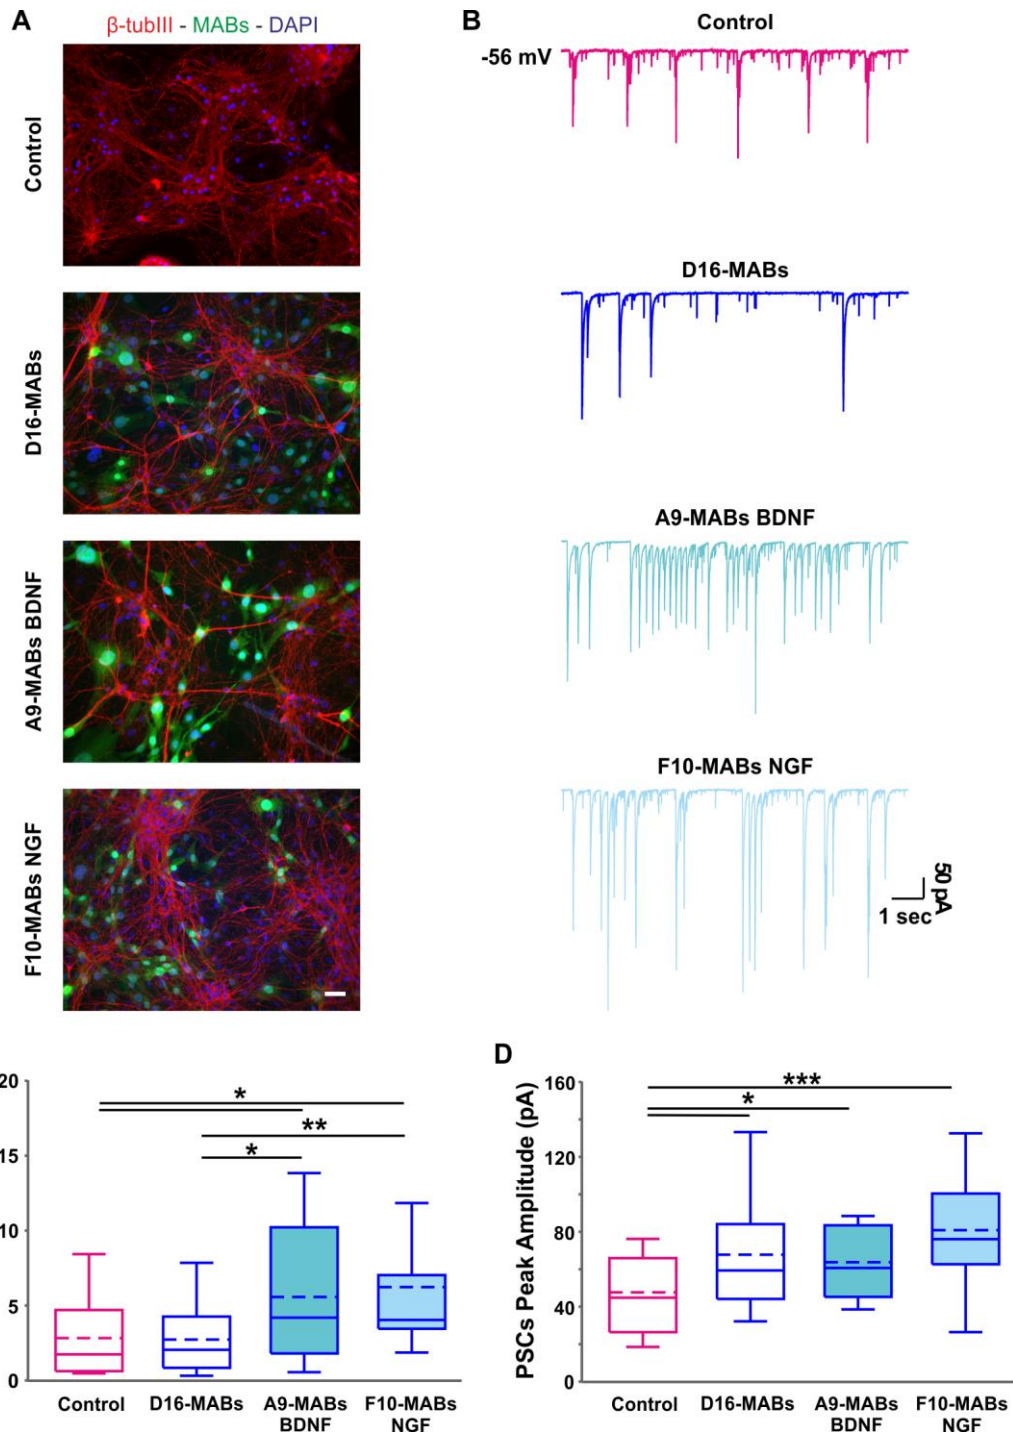 A
β-tubIII - MABs - DAPI
Control
D16-MABs
A9-MABs BDNF
F10-MABs NGF
B
Control
-56 mV
D16-MABs
A9-MABs BDNF
F10-MABs NGF
50 pA
1 sec
20
15
10
5
0
*
**
*
Control
D16-MABs
A9-MABs
BDNF
F10-MABs
NGF
D
PSCs Peak Amplitude (pA)
160
120
80
40
0
***
*
Control
D16-MABs
A9-MABs
BDNF
F10-MABs
NGF